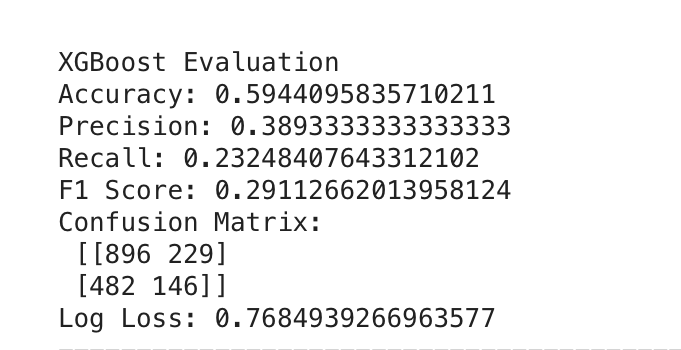 XGBoost Evaluation
Accuracy: 0.5944095835710211
Precision: 0.3893333333333333
Recall: 0.23248407643312102
F1 Score: 0.29112662013958124
Confusion Matrix:
[[896 229]
[482 146]]
Log Loss: 0.7684939266963577